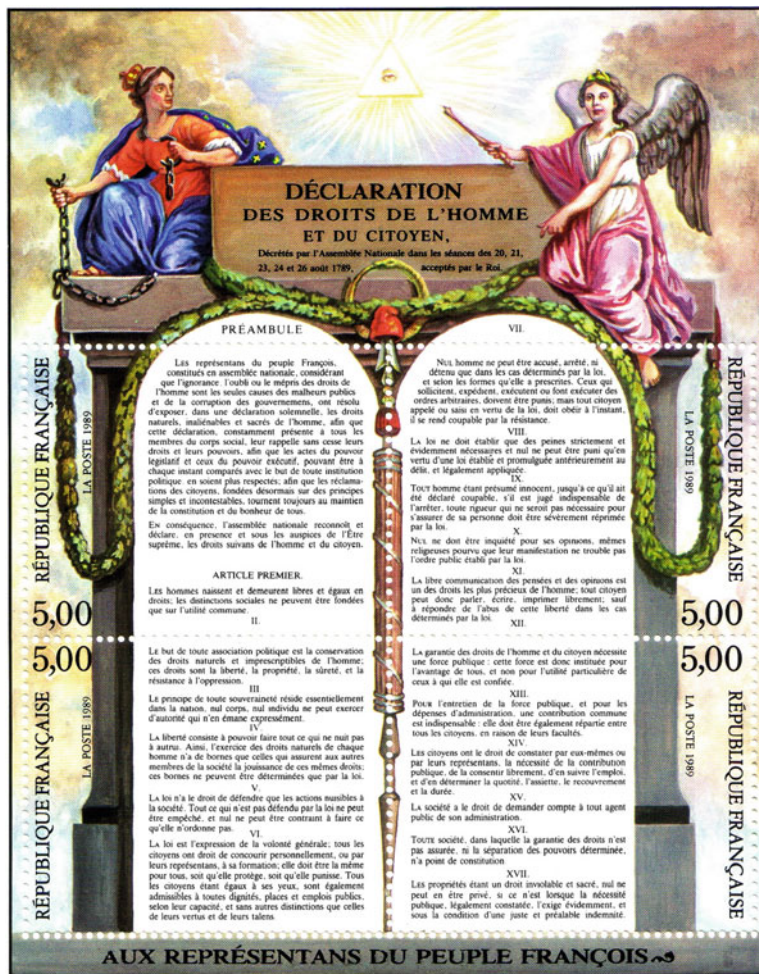 DÉCLARATION
DES DROITS DE L'HOMME
ET DU CITOYEN,
Décrétés par l'Assemblée Nationale dans les séances des 20, 21,
23, 24 et 26 août 1789, acceptés par le Roi.
PRÉAMBULE
LES représentans du peuple François,
constitués en assemblée nationale, considérant
que l'ignorance, l'oubli ou le mépris des droits de
l'homme sont les seules causes des malheurs publics
et de la corruption des gouvernemens, ont résolu
d'exposer, dans une déclaration solemnelle, les droits
naturels, inaliénables et sacrés de l'homme, afin que
cette déclaration, constamment présente à tous les
membres du corps social, leur rappelle sans cesse leurs
droits et leurs pouvoirs, afin que les actes du pouvoir
législatif et ceux du pouvoir exécutif, pouvant être à
chaque instant comparés avec le but de toute institution
politique, en soient plus respectés; afin que les réclama-
tions des citoyens, fondées désormais sur des principes
simples et incontestables, tournent toujours au maintien
de la constitution et du bonheur de tous.
EN conséquence, l'assemblée nationale reconnoît et
déclare, en presence et sous les auspices de l'Être
suprême, les droits suivans de l'homme et du citoyen.
ARTICLE PREMIER.
LES hommes naissent et demeurent libres et égaux en
droits; les distinctions sociales ne peuvent être fondées
que sur l'utilité commune.
II.
Le but de toute association politique est la conservation
des droits naturels et imprescriptibles de l'homme;
ces droits sont la liberté, la propriété, la sûreté, et la
résistance à l'oppression.
III
Le principe de toute souveraineté réside essentiellement
dans la nation, nul corps, nul individu ne peut exercer
d'autorité qui n'en émane expressément.
IV.
La liberté consiste à pouvoir faire tout ce qui ne nuit pas
à autrui. Ainsi, l'exercice des droits naturels de chaque
homme n'a de bornes que celles qui assurent aux autres
membres de la société la jouissance de ces mêmes droits;
ces bornes ne peuvent être déterminées que par la loi.
V.
La loi n'a le droit de défendre que les actions nusibles à
la société. Tout ce qui n'est pas défendu par la loi ne peut
être empêché, et nul ne peut être contraint à faire ce
qu'elle n'ordonne pas.
VI.
La loi est l'expression de la volonté générale; tous les
citoyens ont droit de concourir personnellement, ou par
leurs représentans, à sa formation; elle doit être la même
pour tous, soit qu'elle protège, soit qu'elle punisse. Tous
les citoyens étant égaux à ses yeux, sont également
admissibles à toutes dignités, places et emplois publics,
selon leur capacité, et sans autres distinctions que celles
de leurs vertus et de leurs talens.
VII.
NUL homme ne peut être accusé, arrêté, ni
détenu que dans les cas déterminés par la loi,
et selon les formes qu'elle a prescrites. Ceux qui
sollicitent, expédient, exécutent ou font exécuter des
ordres arbitraires, doivent être punis; mais tout citoyen
appelé ou saisi en vertu de la loi, doit obéir à l'instant,
il se rend coupable par la résistance.
VIII.
La loi ne doit établir que des peines strictement et
évidemment nécessaires et nul ne peut être puni qu'en
vertu d'une loi établie et promulguée antérieurement au
délit, et légalement appliquée.
IX.
TOUT homme étant présumé innocent, jusqu'à ce qu'il ait
été déclaré coupable, s'il est jugé indispensable de
l'arrêter, toute rigueur qui ne seroit pas nécessaire pour
s'assurer de sa personne doit être sévèrement réprimée
par la loi.
X.
NUL ne doit être inquiété pour ses opinions, mêmes
religieuses pourvu que leur manifestation ne trouble pas
l'ordre public établi par la loi.
XI.
La libre communication des pensées et des opinions est
un des droits les plus précieux de l'homme; tout citoyen
peut donc parler, écrire, imprimer librement; sauf
à répondre de l'abus de cette liberté dans les cas
déterminés par la loi.
XII.
La garantie des droits de l'homme et du citoyen nécessite
une force publique : cette force est donc instituée pour
l'avantage de tous, et non pour l'utilité particulière de
ceux à qui elle est confiée.
XIII.
POUR l'entretien de la force publique, et pour les
dépenses d'administration, une contribution commune
est indispensable : elle doit être également répartie entre
tous les citoyens, en raison de leurs facultés.
XIV.
LES citoyens ont le droit de constater par eux-mêmes ou
par leurs représentans, la nécessité de la contribution
publique, de la consentir librement, d'en suivre l'emploi,
et d'en déterminer la quotité, l'assiette, le recouvrement
et la durée.
XV.
LA société a le droit de demander compte à tout agent
public de son administration.
XVI.
TOUTE société, dans laquelle la garantie des droits n'est
pas assurée, ni la séparation des pouvoirs déterminée,
n'a point de constitution.
XVII.
LES propriétés étant un droit inviolable et sacré, nul ne
peut en être privé, si ce n'est lorsque la nécessité
publique, légalement constatée, l'exige évidemment, et
sous la condition d'une juste et préalable indemnité.
RÉPUBLIQUE FRANÇAISE
LA POSTE 1989
5,00
RÉPUBLIQUE FRANÇAISE
LA POSTE 1989
5,00
RÉPUBLIQUE FRANÇAISE
LA POSTE 1989
5,00
RÉPUBLIQUE FRANÇAISE
LA POSTE 1989
5,00
AUX REPRÉSENTANS DU PEUPLE FRANÇOIS